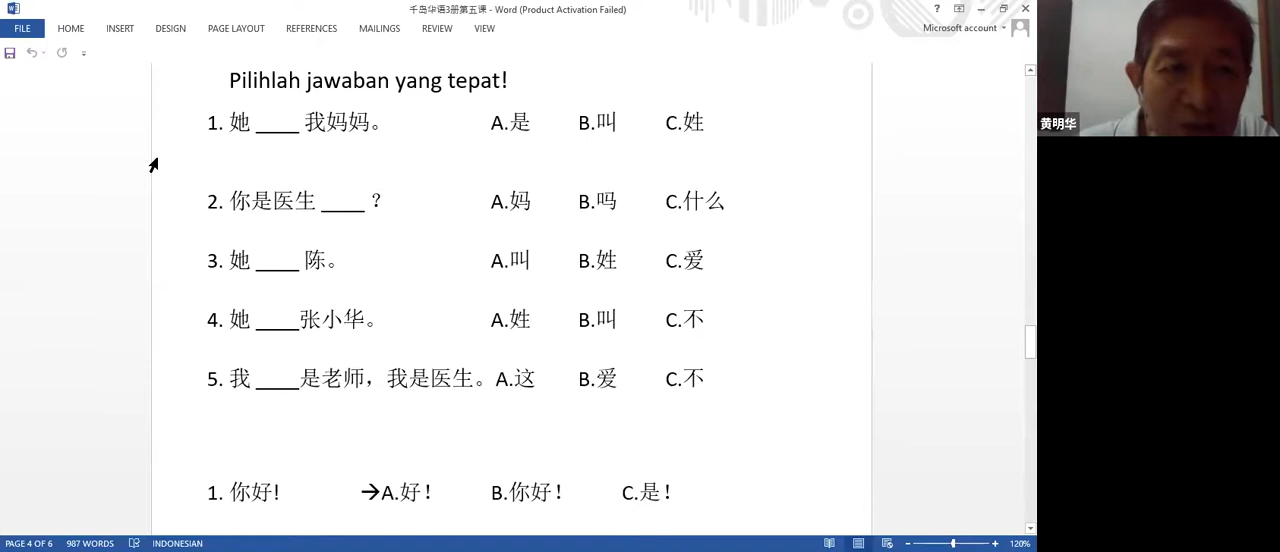 千岛华语3册第五课 - Word (Product Activation Failed)
FILE HOME INSERT DESIGN PAGE LAYOUT REFERENCES MAILINGS REVIEW VIEW Microsoft account
Pilihlah jawaban yang tepat!
1. 她 ____ 我妈妈。 A.是 B.叫 C.姓
2. 你是医生 ____ ？ A.妈 B.吗 C.什么
3. 她 ____ 陈。 A.叫 B.姓 C.爱
4. 她 ____张小华。 A.姓 B.叫 C.不
5. 我 ____是老师，我是医生。A.这 B.爱 C.不
1. 你好! →A.好！ B.你好！ C.是！
PAGE 4 OF 6 987 WORDS INDONESIAN 120%
黄明华